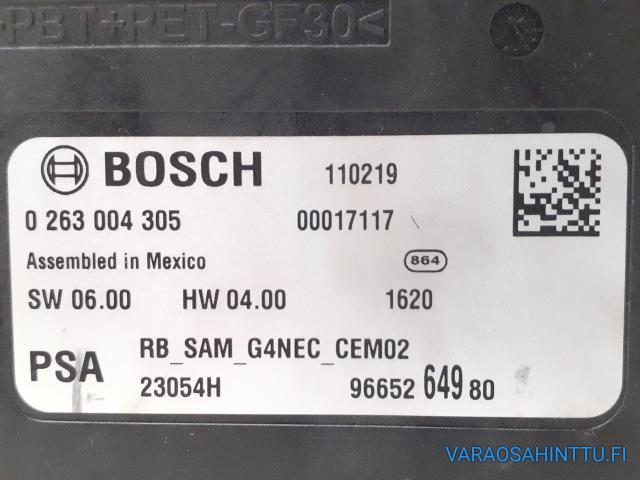 PBT+PET-GF30<
BOSCH 110219
0 263 004 305 00017117
Assembled in Mexico 864
SW 06.00 HW 04.00 1620
PSA RB_SAM_G4NEC_CEM02
23054H 96652 649 80
VARAOSAHINTTU.FI